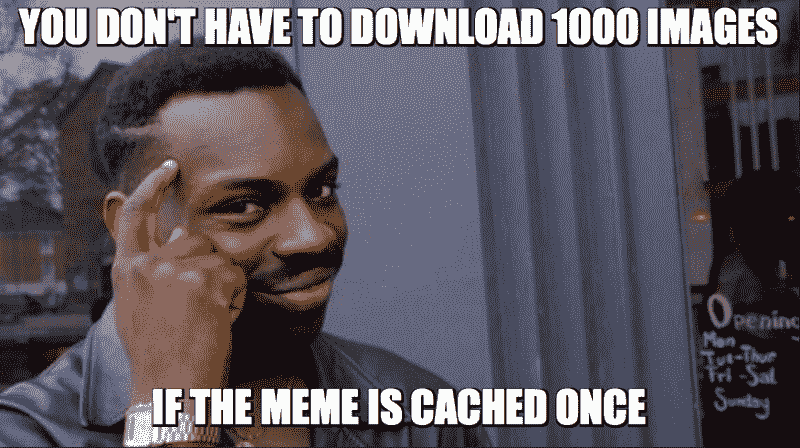 YOU DON'T HAVE TO DOWNLOAD 1000 IMAGES
Opening
Mon
Tue-Thur
Fri -Sat
Sunday
IF THE MEME IS CACHED ONCE